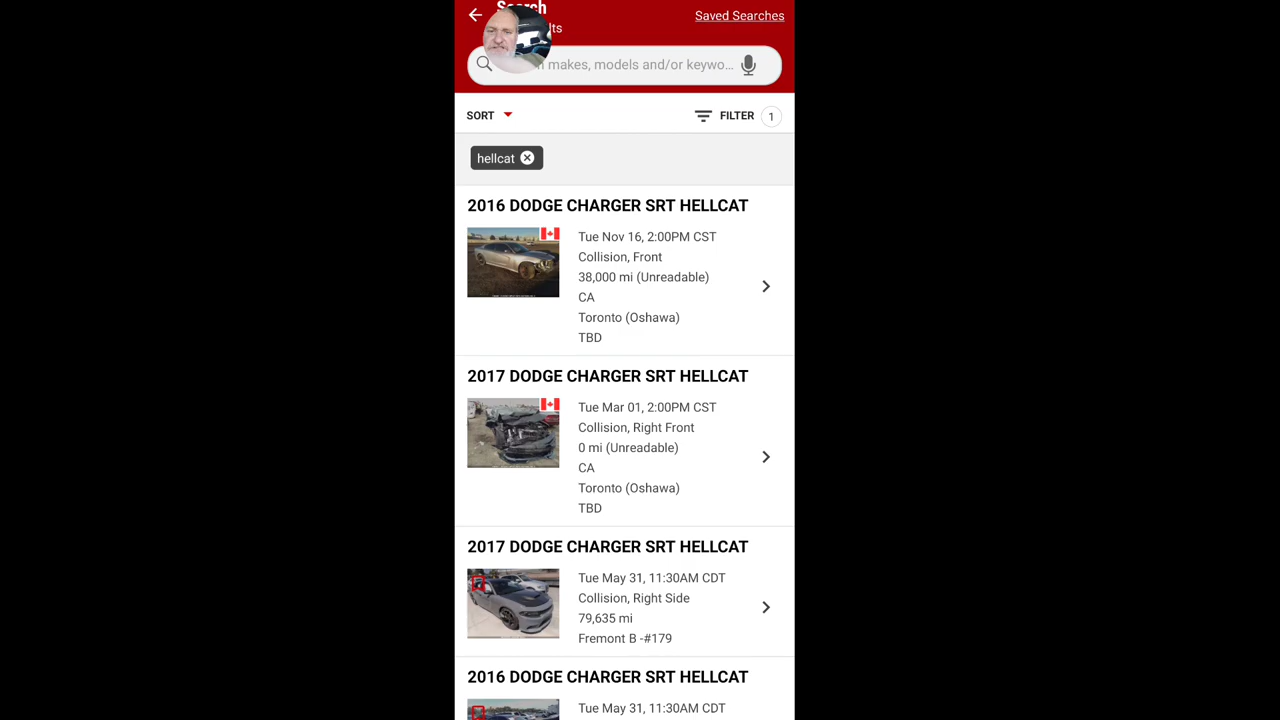 Search
Saved Searches
lts
makes, models and/or keywo...
SORT
FILTER 1
hellcat
2016 DODGE CHARGER SRT HELLCAT
Tue Nov 16, 2:00PM CST
Collision, Front
38,000 mi (Unreadable)
CA
Toronto (Oshawa)
TBD
2017 DODGE CHARGER SRT HELLCAT
Tue Mar 01, 2:00PM CST
Collision, Right Front
0 mi (Unreadable)
CA
Toronto (Oshawa)
TBD
2017 DODGE CHARGER SRT HELLCAT
Tue May 31, 11:30AM CDT
Collision, Right Side
79,635 mi
Fremont B -#179
2016 DODGE CHARGER SRT HELLCAT
Tue May 31, 11:30AM CDT